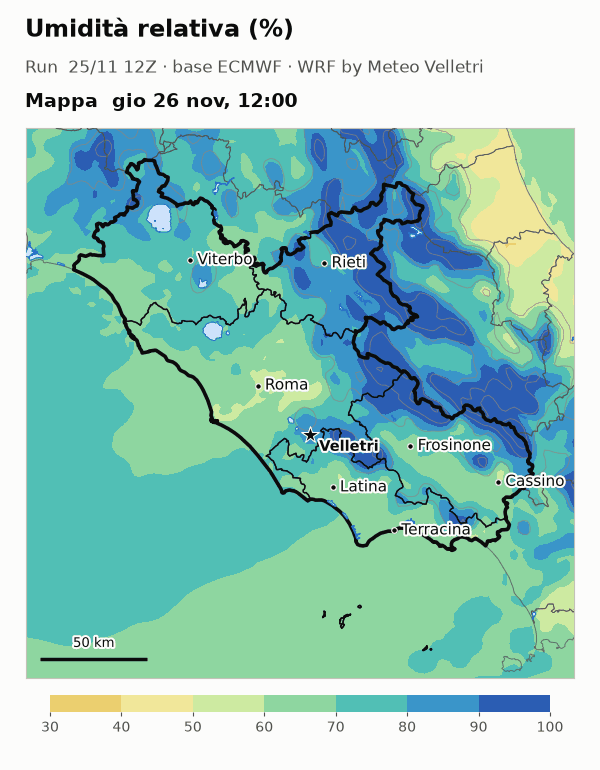 Umidità relativa (%)
Run  25/11 12Z · base ECMWF · WRF by Meteo Velletri
Mappa  gio 26 nov, 12:00
Viterbo
Rieti
Roma
Velletri
Frosinone
Cassino
Latina
Terracina
50 km
30 40 50 60 70 80 90 100